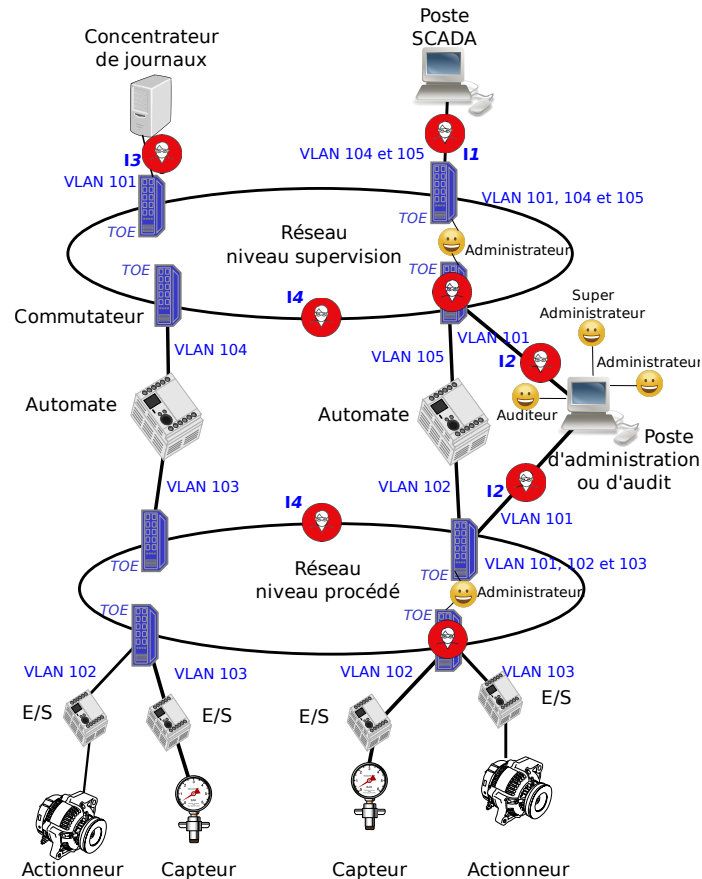 Concentrateur
de journaux
Poste
SCADA
I3
VLAN 101
VLAN 104 et 105
I1
VLAN 101, 104 et 105
TOE
TOE
Réseau
niveau supervision
Administrateur
TOE
TOE
Commutateur
I4
VLAN 101
Super
Administrateur
VLAN 104
VLAN 105
I2
Administrateur
Automate
Automate
Auditeur
Poste
d'administration
ou d'audit
VLAN 103
VLAN 102
I2
VLAN 101
I4
TOE
Réseau
niveau procédé
VLAN 101, 102 et 103
TOE
Administrateur
TOE
TOE
VLAN 102
VLAN 103
VLAN 102
VLAN 103
E/S
E/S
E/S
E/S
Actionneur
Capteur
Capteur
Actionneur